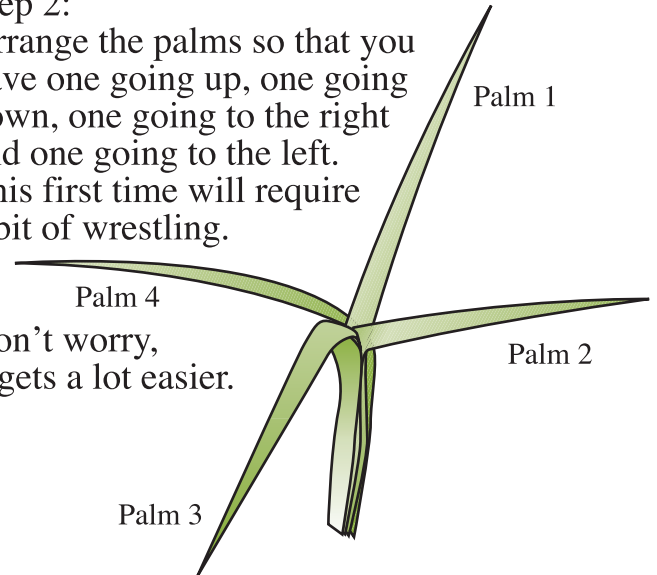 ep 2:
rrange the palms so that you
ave one going up, one going
own, one going to the right
d one going to the left.
his first time will require
bit of wrestling.
on't worry,
gets a lot easier.
Palm 1
Palm 4
Palm 2
Palm 3